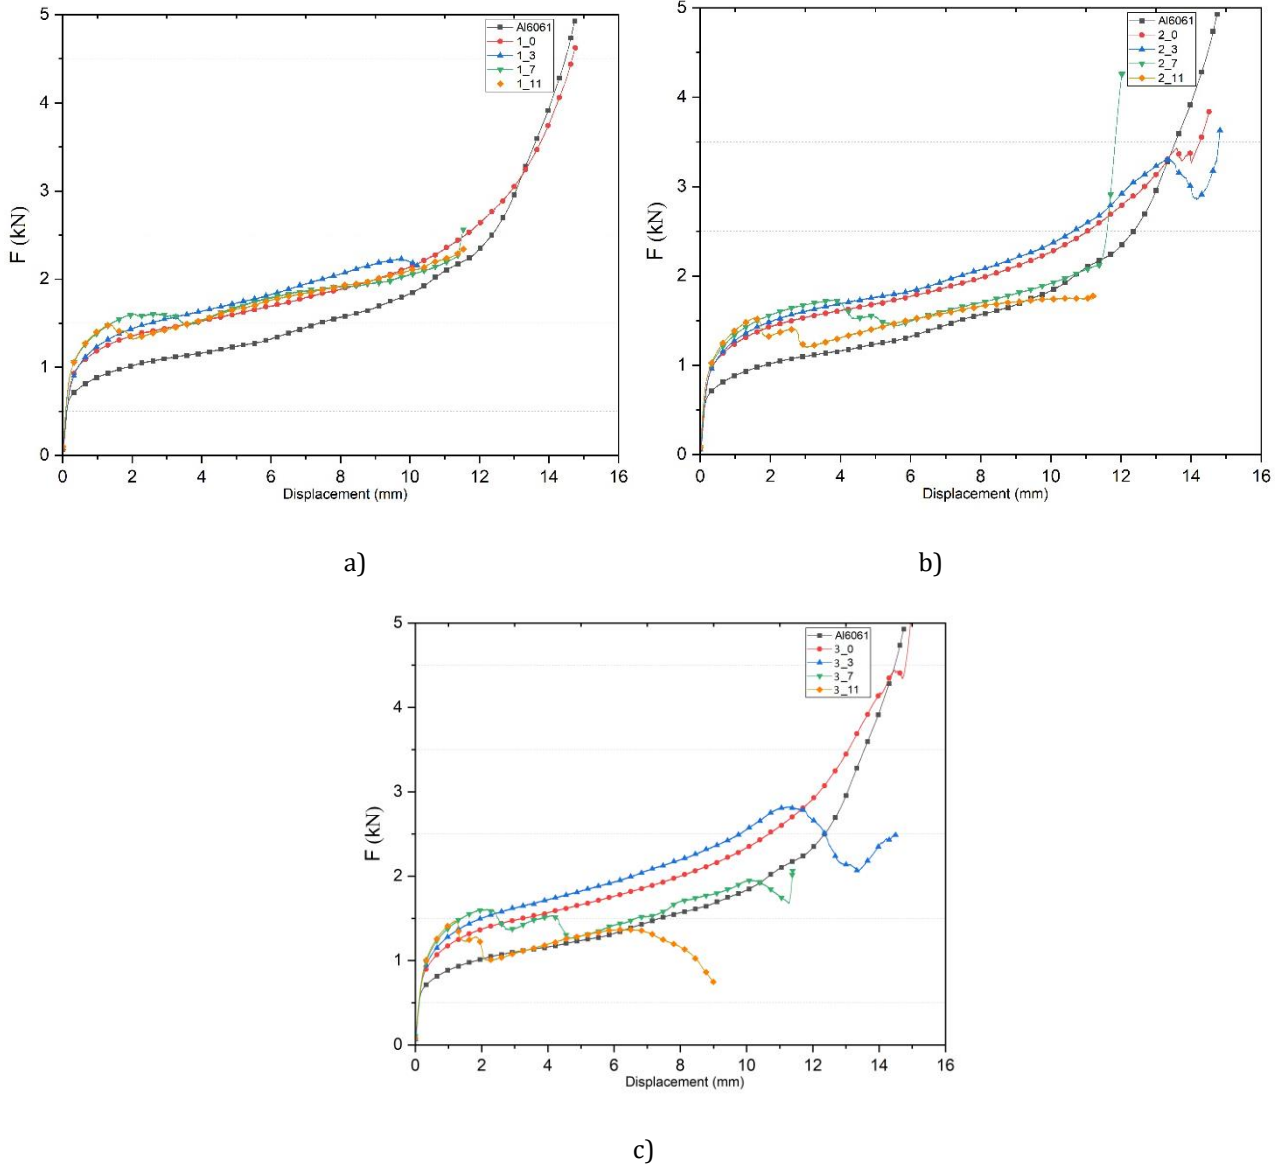 5
4
3
2
1
0
F (kN)
0 2 4 6 8 10 12 14 16
Displacement (mm)
Al6061
1_0
1_3
1_7
1_11
a)
5
4
3
2
1
0
F (kN)
0 2 4 6 8 10 12 14 16
Displacement (mm)
Al6061
2_0
2_3
2_7
2_11
b)
5
4
3
2
1
0
F (kN)
0 2 4 6 8 10 12 14 16
Displacement (mm)
Al6061
3_0
3_3
3_7
3_11
c)